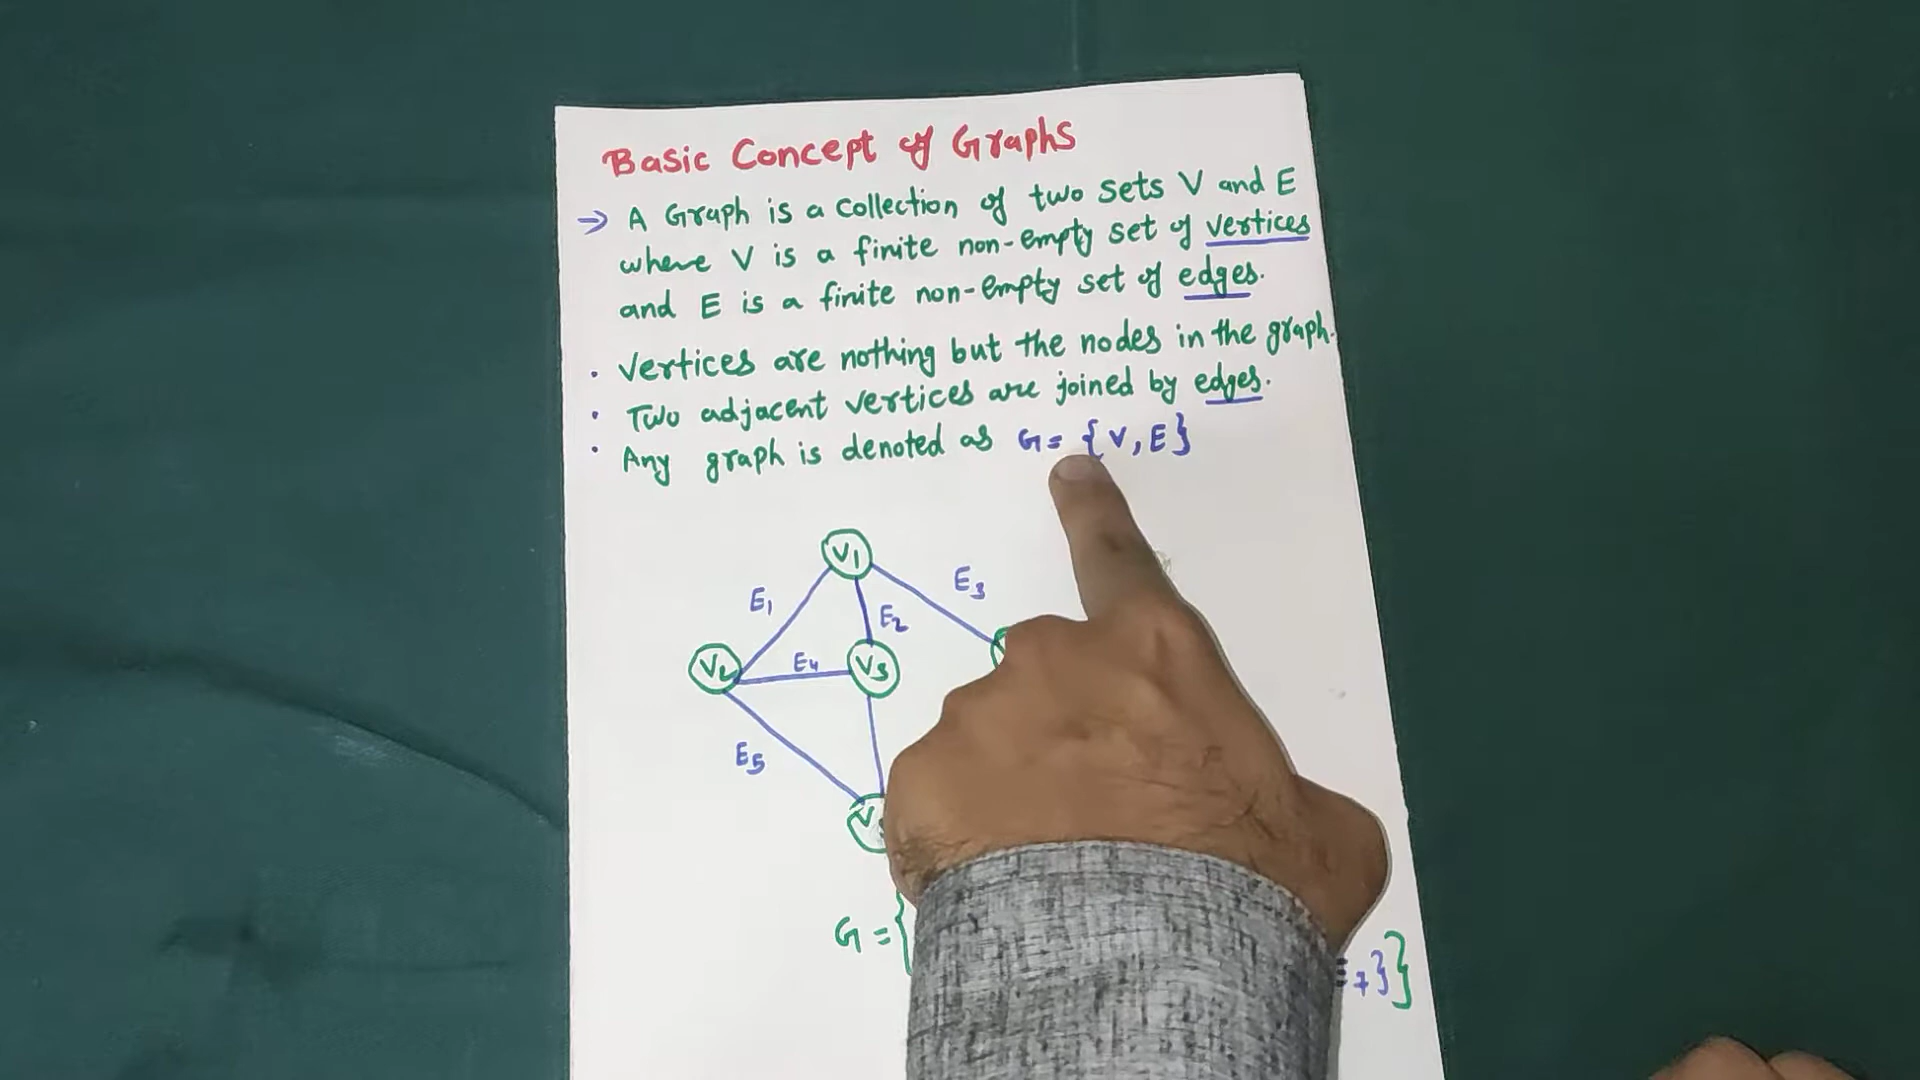 Basic Concept of Graphs
→ A Graph is a collection of two sets V and E
where V is a finite non-empty set of vertices
and E is a finite non-empty set of edges.
• Vertices are nothing but the nodes in the graph.
• Two adjacent vertices are joined by edges.
• Any graph is denoted as G = {V, E}
V1
E1
E3
E2
V2
E4
V3
E5
V
G = {
7}}